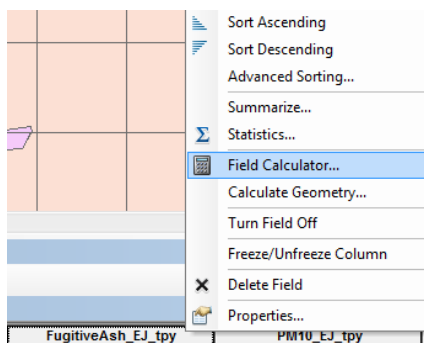 Sort Ascending
Sort Descending
Advanced Sorting...
Summarize...
Σ Statistics...
Field Calculator...
Calculate Geometry...
Turn Field Off
Freeze/Unfreeze Column
Delete Field
Properties...
FugitiveAsh_EJ_tpy PM10_EJ_tpy